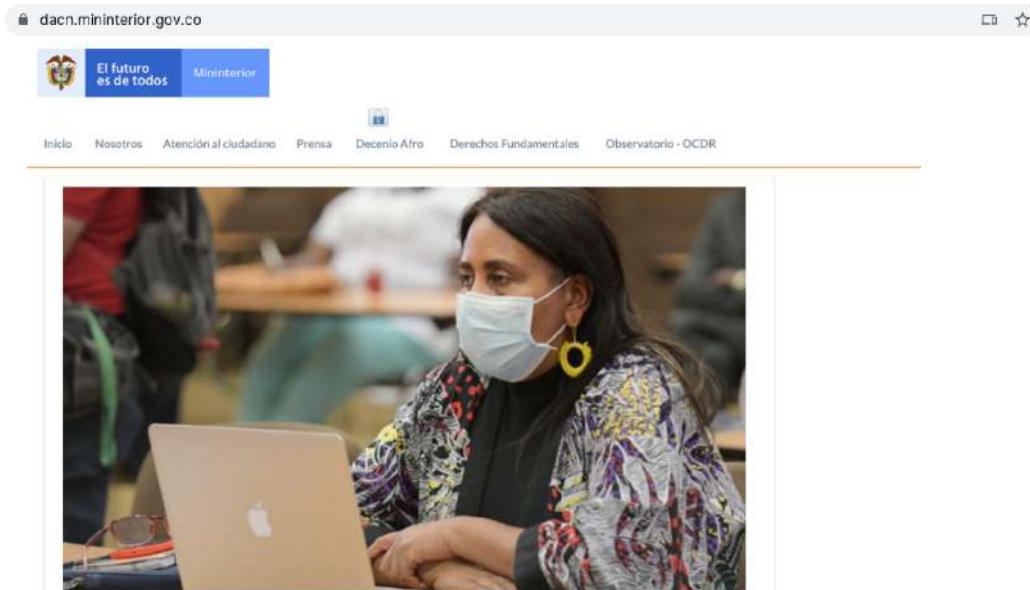 dacn.mininterior.gov.co
El futuro
es de todos
Mininterior
Inicio Nosotros Atención al ciudadano Prensa Decenio Afro Derechos Fundamentales Observatorio - OCDR